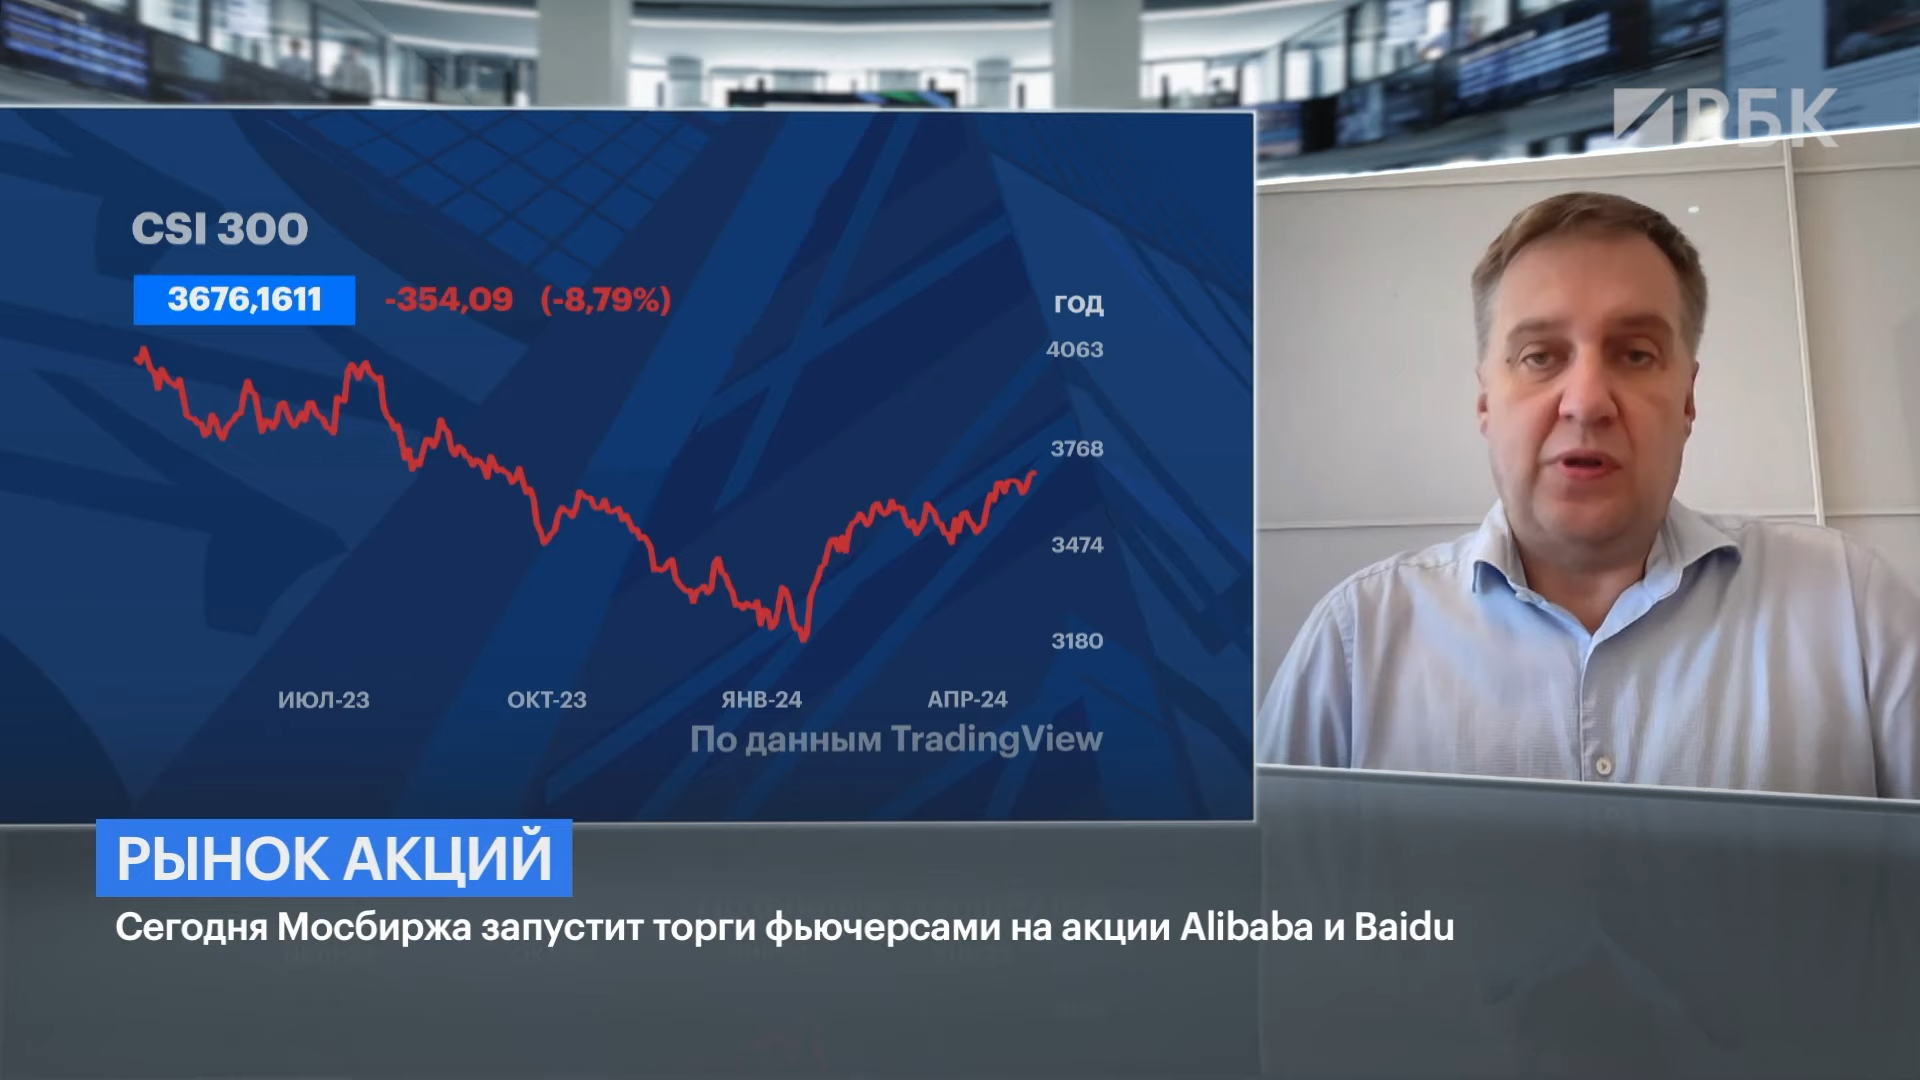 РБК
CSI 300
3676,1611 -354,09 (-8,79%)
ГОД
4063
3768
3474
3180
ИЮЛ-23 ОКТ-23 ЯНВ-24 АПР-24
По данным TradingView
РЫНОК АКЦИЙ
Сегодня Мосбиржа запустит торги фьючерсами на акции Alibaba и Baidu